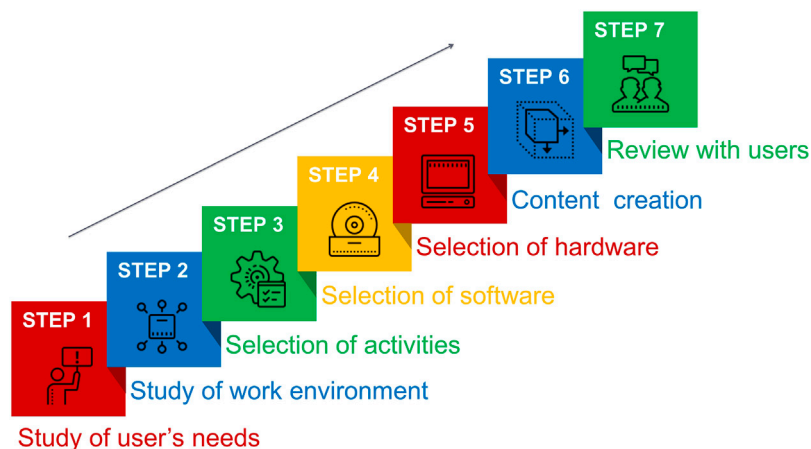 STEP 1
Study of user's needs
STEP 2
Study of work environment
STEP 3
Selection of activities
STEP 4
Selection of software
STEP 5
Selection of hardware
STEP 6
Content creation
STEP 7
Review with users